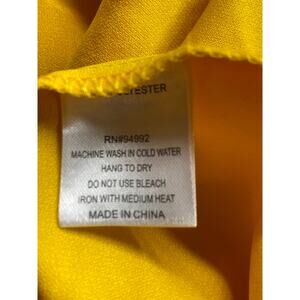 POLYESTER
RN#94992
MACHINE WASH IN COLD WATER
HANG TO DRY
DO NOT USE BLEACH
IRON WITH MEDIUM HEAT
MADE IN CHINA